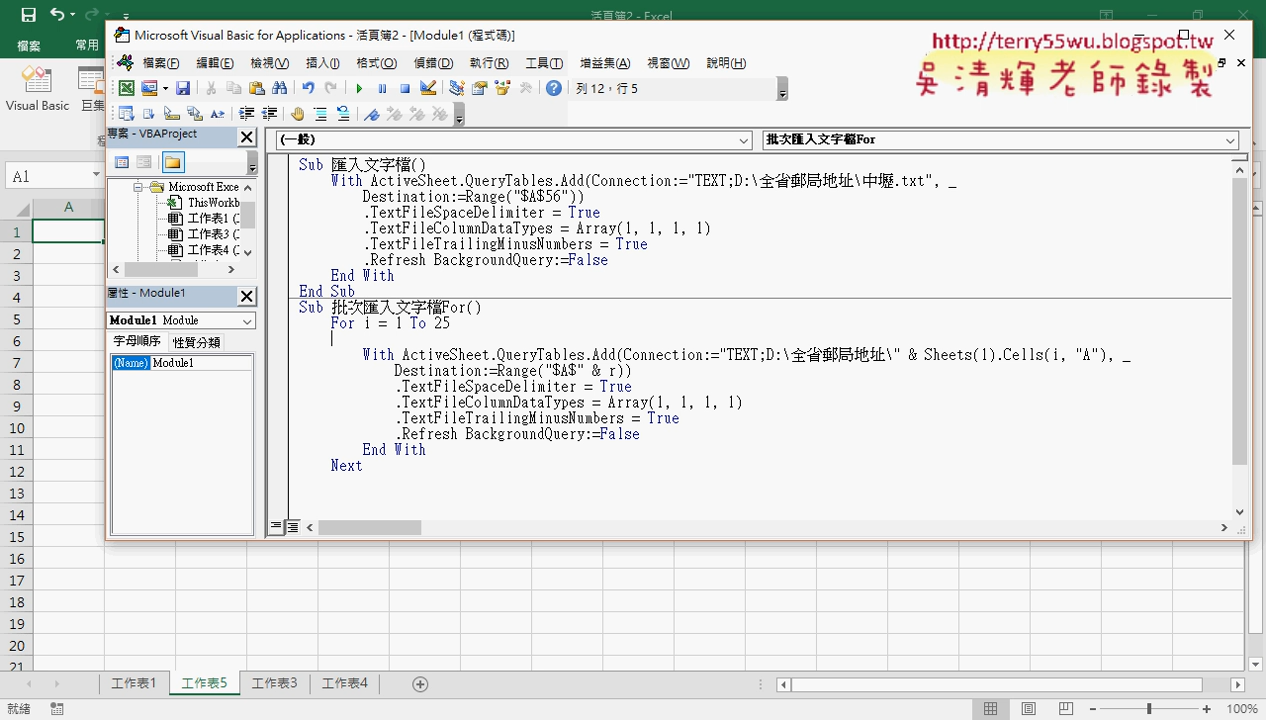 活頁簿2 - Excel
檔案
常用
Visual Basic
巨集
Microsoft Visual Basic for Applications - 活頁簿2 - [Module1 (程式碼)]
http://terry55wu.blogspot.tw
吳清輝老師錄製
檔案(F) 編輯(E) 檢視(V) 插入(I) 格式(O) 偵錯(D) 執行(R) 工具(T) 增益集(A) 視窗(W) 說明(H)
列 12，行 5
專案 - VBAProject
(一般)
批次匯入文字檔For
Microsoft Exce
ThisWorkb
工作表1 (
工作表3 (
工作表4 (
屬性 - Module1
Module1 Module
字母順序 性質分類
(Name) Module1
Sub 匯入文字檔()
With ActiveSheet.QueryTables.Add(Connection:="TEXT;D:\全省郵局地址\中壢.txt", _
Destination:=Range("$A$56"))
.TextFileSpaceDelimiter = True
.TextFileColumnDataTypes = Array(1, 1, 1, 1)
.TextFileTrailingMinusNumbers = True
.Refresh BackgroundQuery:=False
End With
End Sub
Sub 批次匯入文字檔For()
For i = 1 To 25
With ActiveSheet.QueryTables.Add(Connection:="TEXT;D:\全省郵局地址\" & Sheets(1).Cells(i, "A"), _
Destination:=Range("$A$" & r))
.TextFileSpaceDelimiter = True
.TextFileColumnDataTypes = Array(1, 1, 1, 1)
.TextFileTrailingMinusNumbers = True
.Refresh BackgroundQuery:=False
End With
Next
A1
A
1
2
3
4
5
6
7
8
9
10
11
12
13
14
15
16
17
18
19
20
21
工作表1 工作表5 工作表3 工作表4
就緒
100%